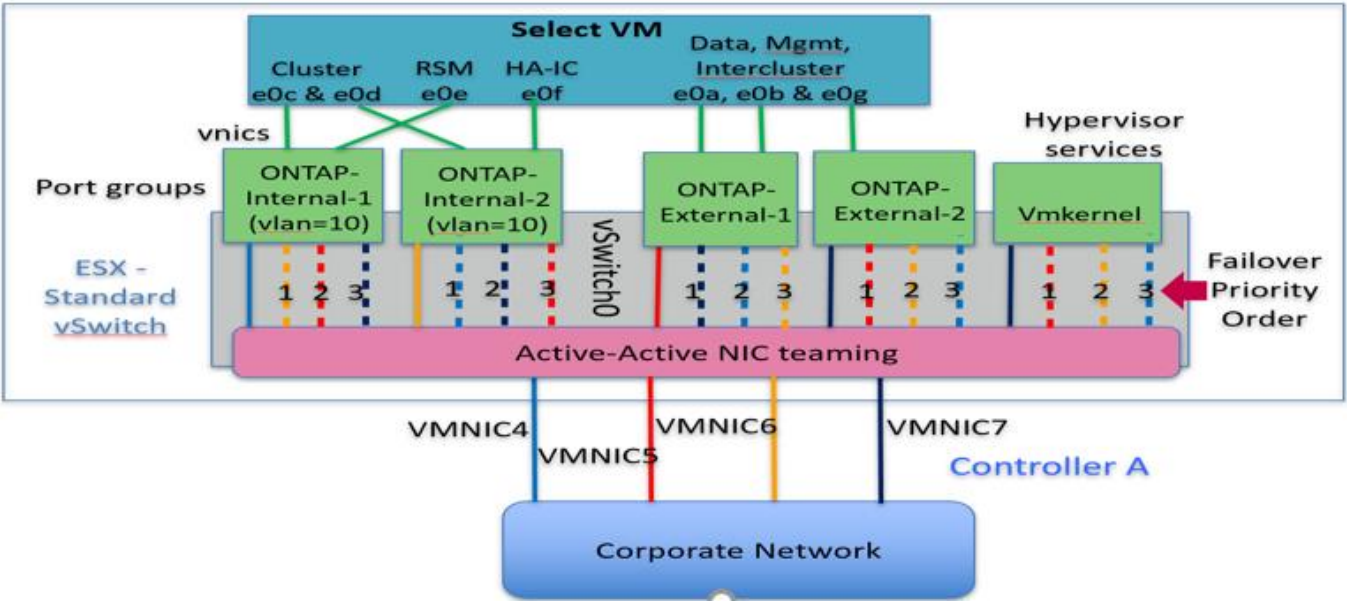 Select VM
Cluster
e0c & e0d
RSM
e0e
HA-IC
e0f
Data, Mgmt,
Intercluster
e0a, e0b & e0g
vnics
Hypervisor
services
Port groups
ONTAP-
Internal-1
(vlan=10)
ONTAP-
Internal-2
(vlan=10)
ONTAP-
External-1
ONTAP-
External-2
Vmkernel
ESX -
Standard
vSwitch
vSwitch0
1 2 3
1 2 3
1 2 3
1 2 3
1 2 3
Failover
Priority
Order
Active-Active NIC teaming
VMNIC4
VMNIC5
VMNIC6
VMNIC7
Controller A
Corporate Network